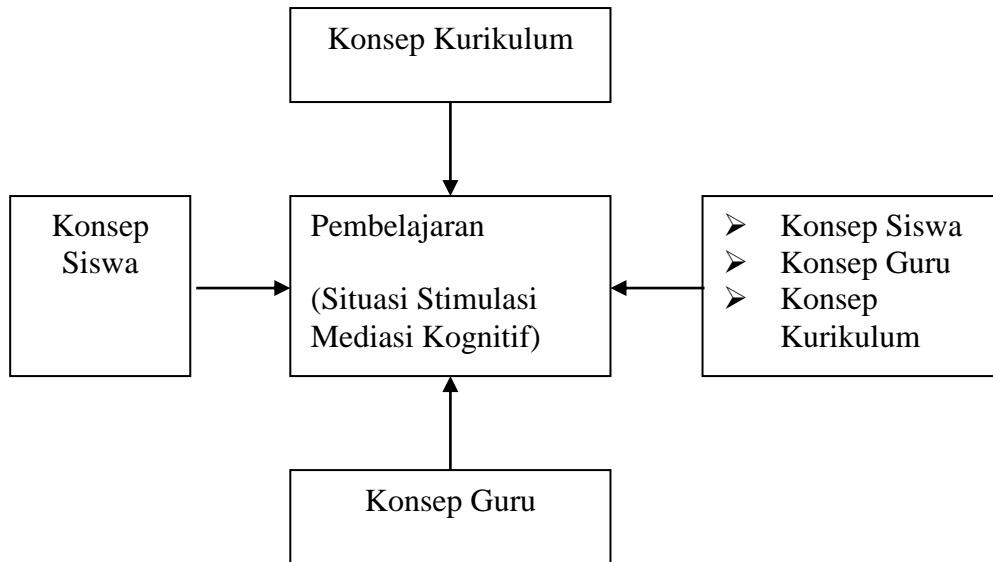 Konsep Kurikulum
Konsep
Siswa
Pembelajaran
(Situasi Stimulasi
Mediasi Kognitif)
➢ Konsep Siswa
➢ Konsep Guru
➢ Konsep
Kurikulum
Konsep Guru